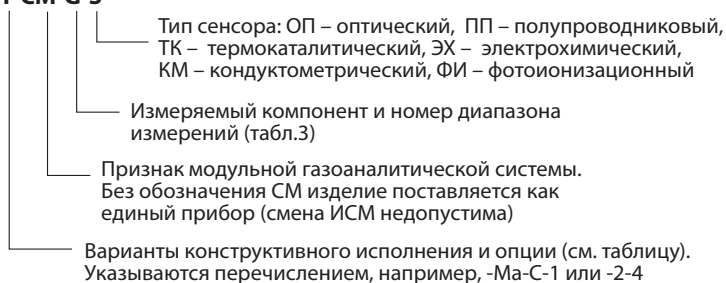 Тип сенсора: ОП – оптический, ПП – полупроводниковый,
ТК – термокаталитический, ЭХ – электрохимический,
КМ – кондуктометрический, ФИ – фотоионизационный
Измеряемый компонент и номер диапазона
измерений (табл.3)
Признак модульной газоаналитической системы.
Без обозначения СМ изделие поставляется как
единый прибор (смена ИСМ недопустима)
Варианты конструктивного исполнения и опции (см. таблицу).
Указываются перечислением, например, -Ма-С-1 или -2-4